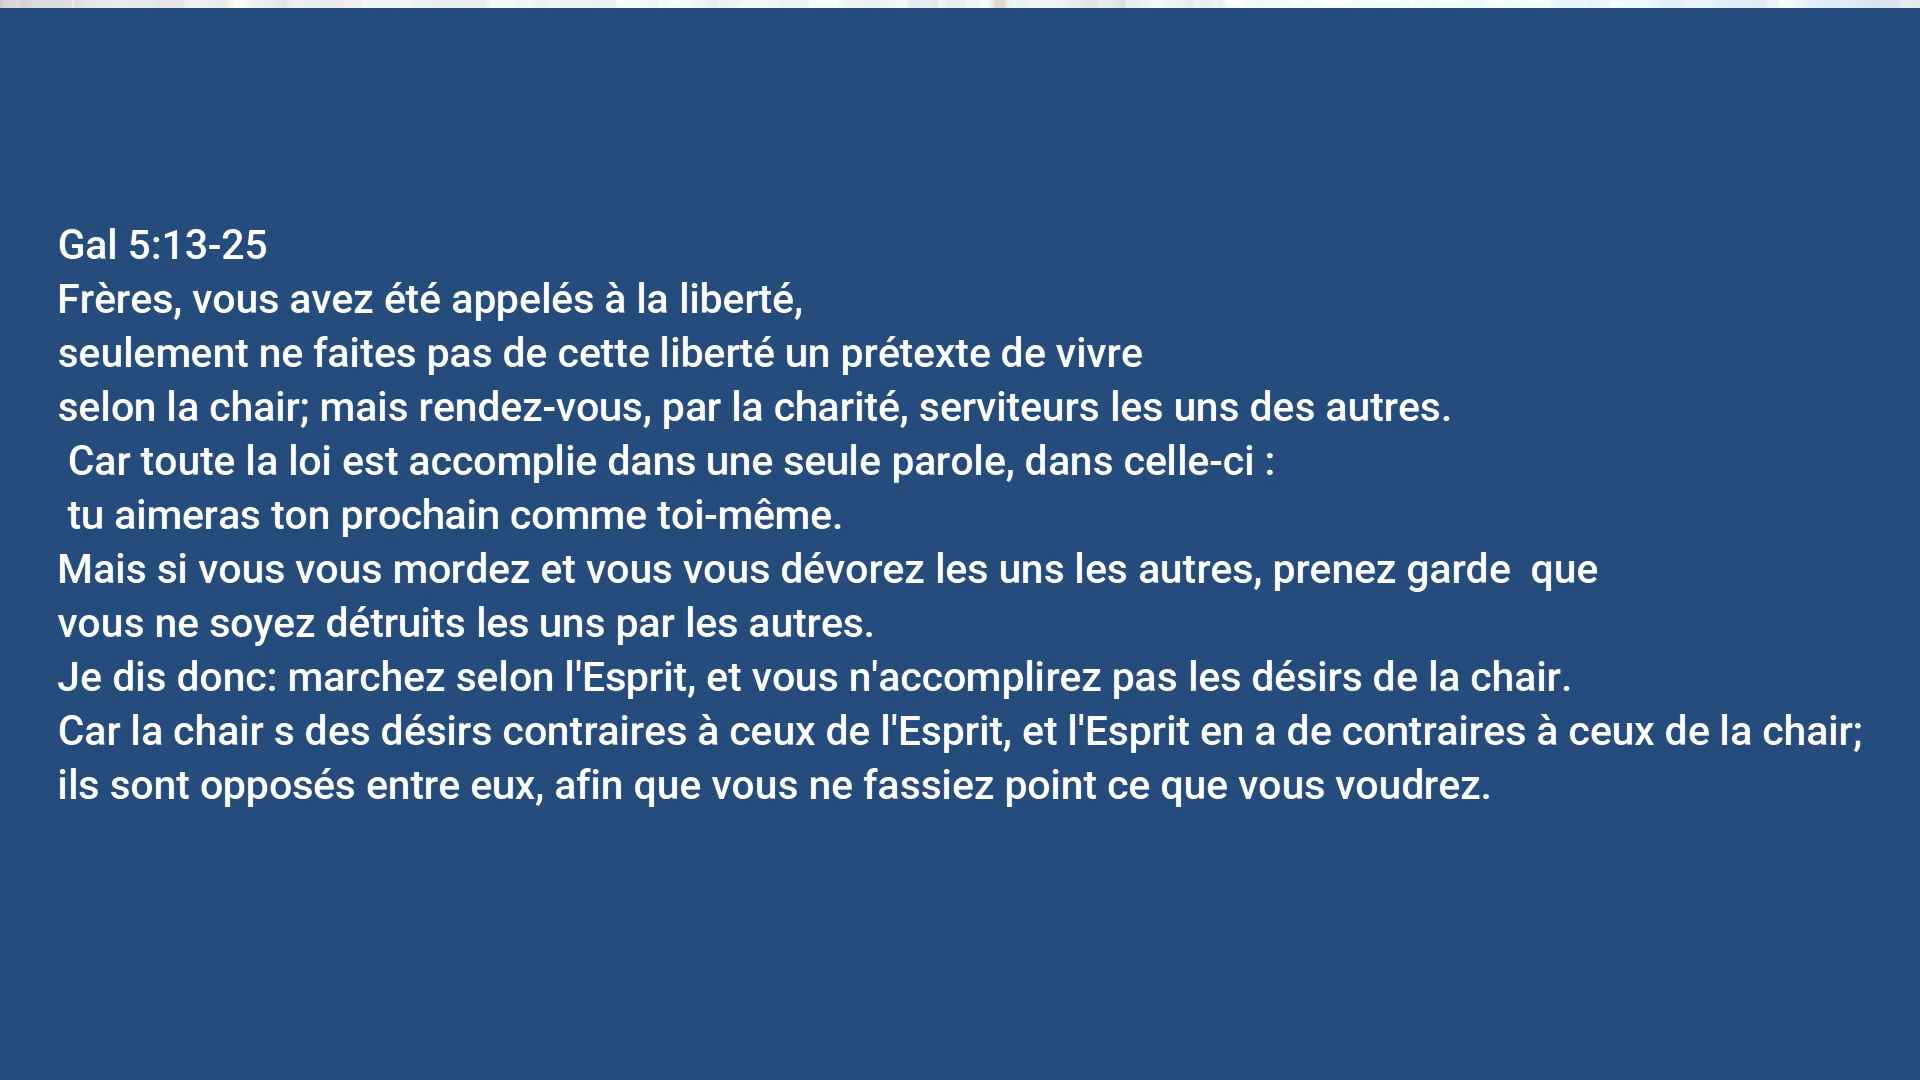 Gal 5:13-25
Frères, vous avez été appelés à la liberté,
seulement ne faites pas de cette liberté un prétexte de vivre
selon la chair; mais rendez-vous, par la charité, serviteurs les uns des autres.
Car toute la loi est accomplie dans une seule parole, dans celle-ci :
tu aimeras ton prochain comme toi-même.
Mais si vous vous mordez et vous vous dévorez les uns les autres, prenez garde  que
vous ne soyez détruits les uns par les autres.
Je dis donc: marchez selon l'Esprit, et vous n'accomplirez pas les désirs de la chair.
Car la chair s des désirs contraires à ceux de l'Esprit, et l'Esprit en a de contraires à ceux de la chair;
ils sont opposés entre eux, afin que vous ne fassiez point ce que vous voudrez.